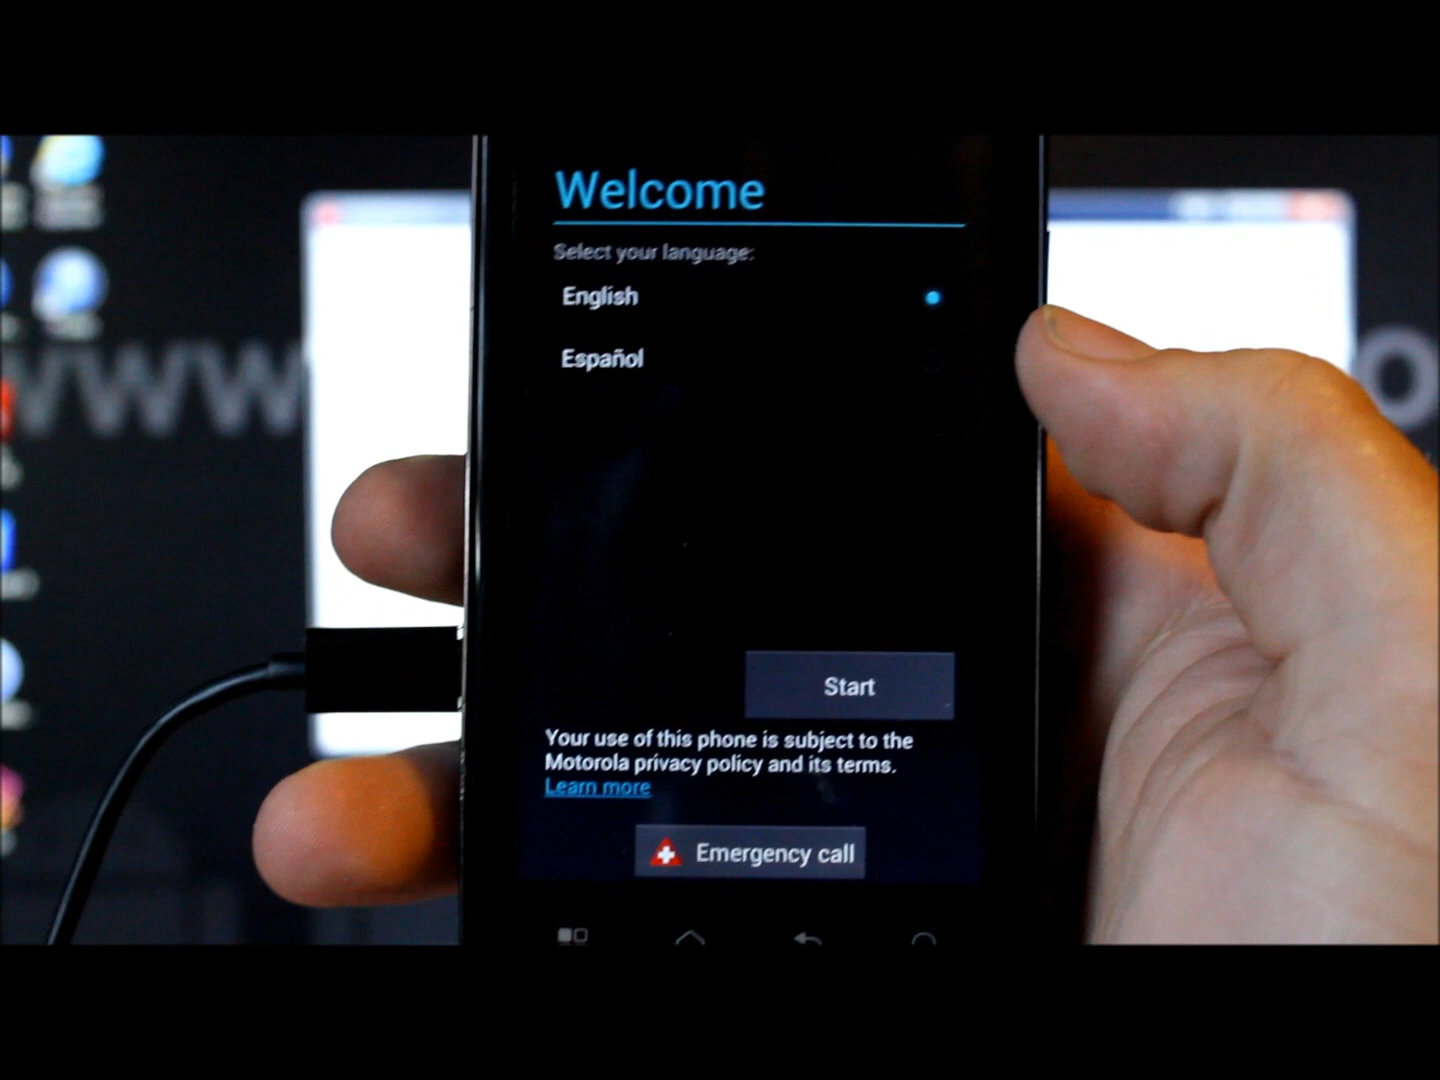 Welcome
Select your language:
English
Español
Start
Your use of this phone is subject to the
Motorola privacy policy and its terms.
Learn more
Emergency call
WWW
O